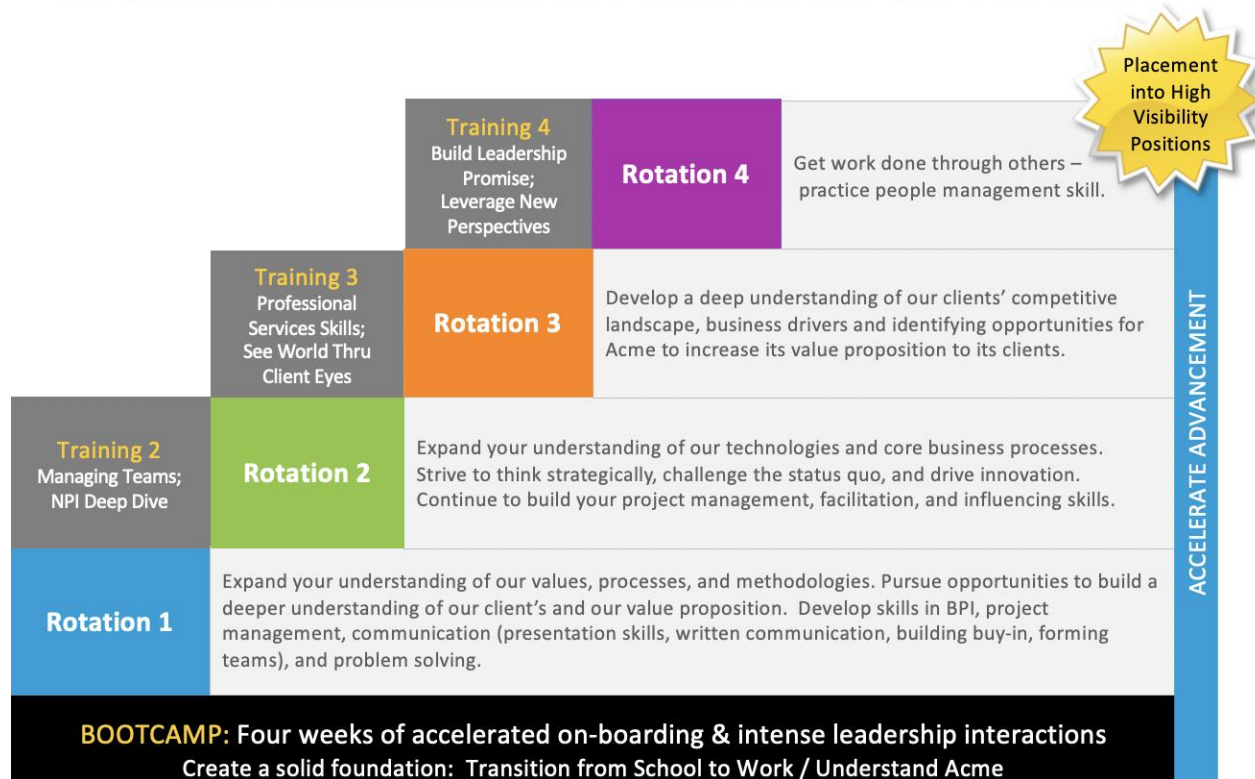 Placement
into High
Visibility
Positions
Training 4
Build Leadership
Promise;
Leverage New
Perspectives
Rotation 4
Get work done through others –
practice people management skill.
Training 3
Professional
Services Skills;
See World Thru
Client Eyes
Rotation 3
Develop a deep understanding of our clients’ competitive
landscape, business drivers and identifying opportunities for
Acme to increase its value proposition to its clients.
Training 2
Managing Teams;
NPI Deep Dive
Rotation 2
Expand your understanding of our technologies and core business processes.
Strive to think strategically, challenge the status quo, and drive innovation.
Continue to build your project management, facilitation, and influencing skills.
Rotation 1
Expand your understanding of our values, processes, and methodologies. Pursue opportunities to build a
deeper understanding of our client’s and our value proposition.  Develop skills in BPI, project
management, communication (presentation skills, written communication, building buy-in, forming
teams), and problem solving.
ACCELERATE ADVANCEMENT
BOOTCAMP: Four weeks of accelerated on-boarding & intense leadership interactions
Create a solid foundation:  Transition from School to Work / Understand Acme